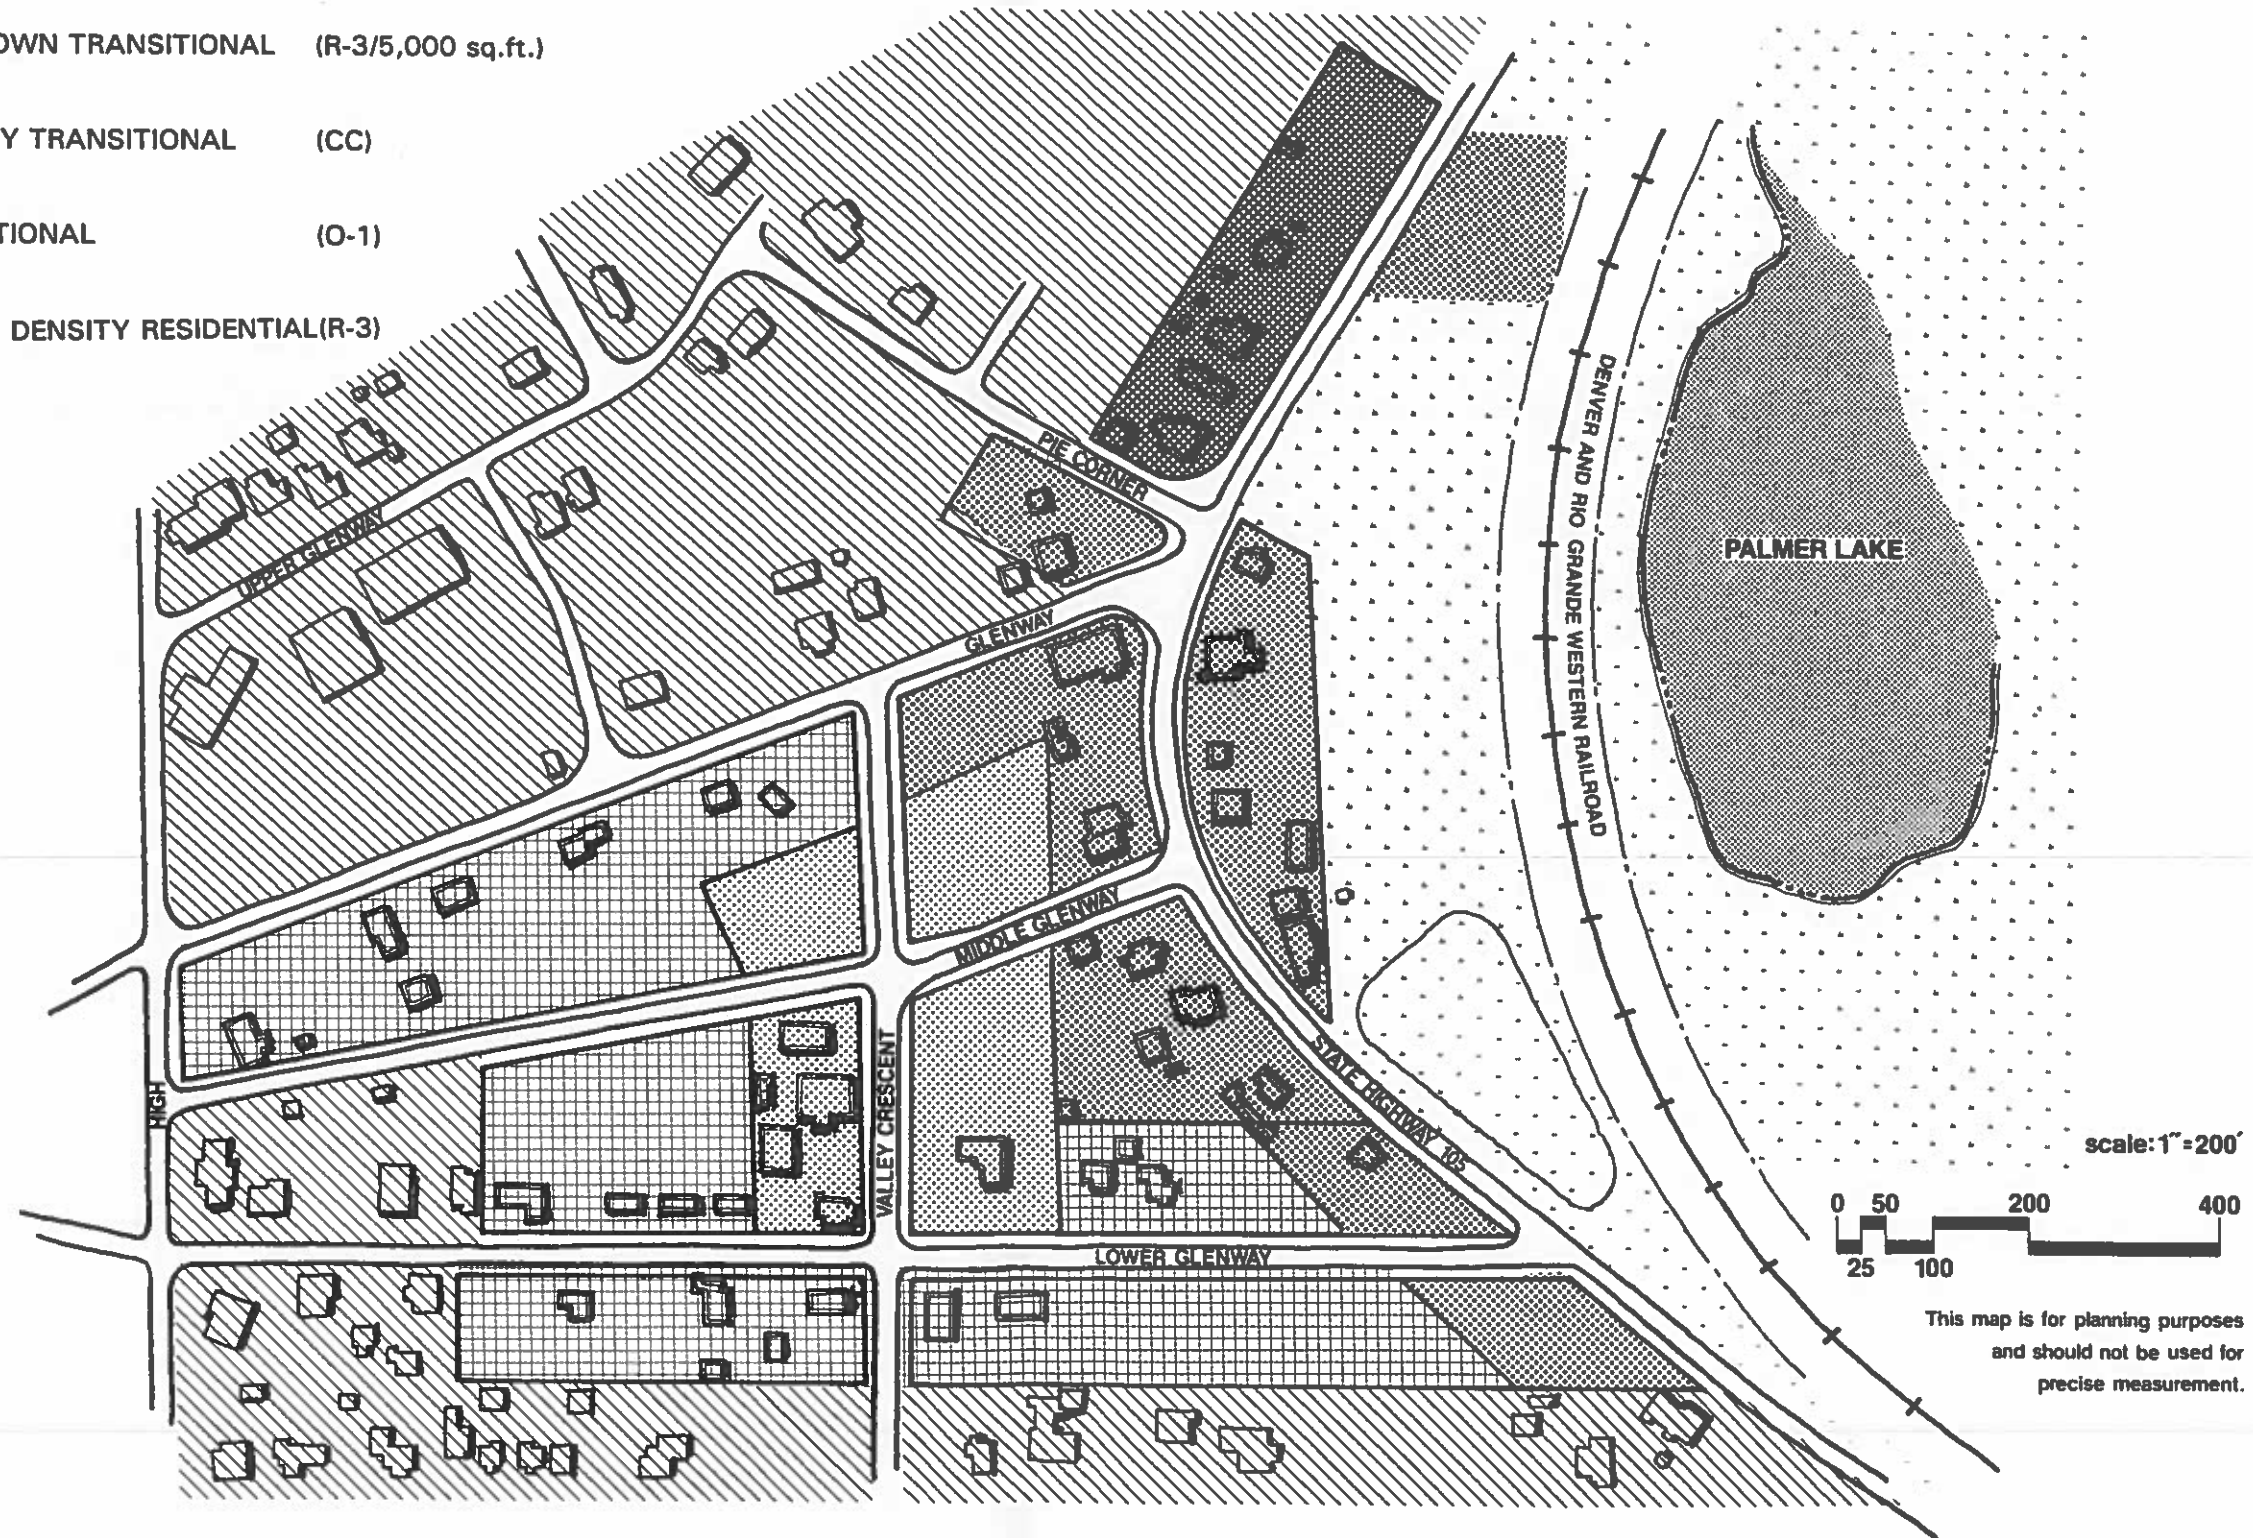 OWN TRANSITIONAL (R-3/5,000 sq.ft.)
Y TRANSITIONAL (CC)
TIONAL (O-1)
DENSITY RESIDENTIAL(R-3)
PIE CORNER
UPPER GLENWAY
GLENWAY
DENVER AND RIO GRANDE WESTERN RAILROAD
PALMER LAKE
MIDDLE GLENWAY
HIGH
VALLEY CRESCENT
STATE HIGHWAY 105
LOWER GLENWAY
scale: 1"=200'
0 50 200 400
25 100
This map is for planning purposes
and should not be used for
precise measurement.